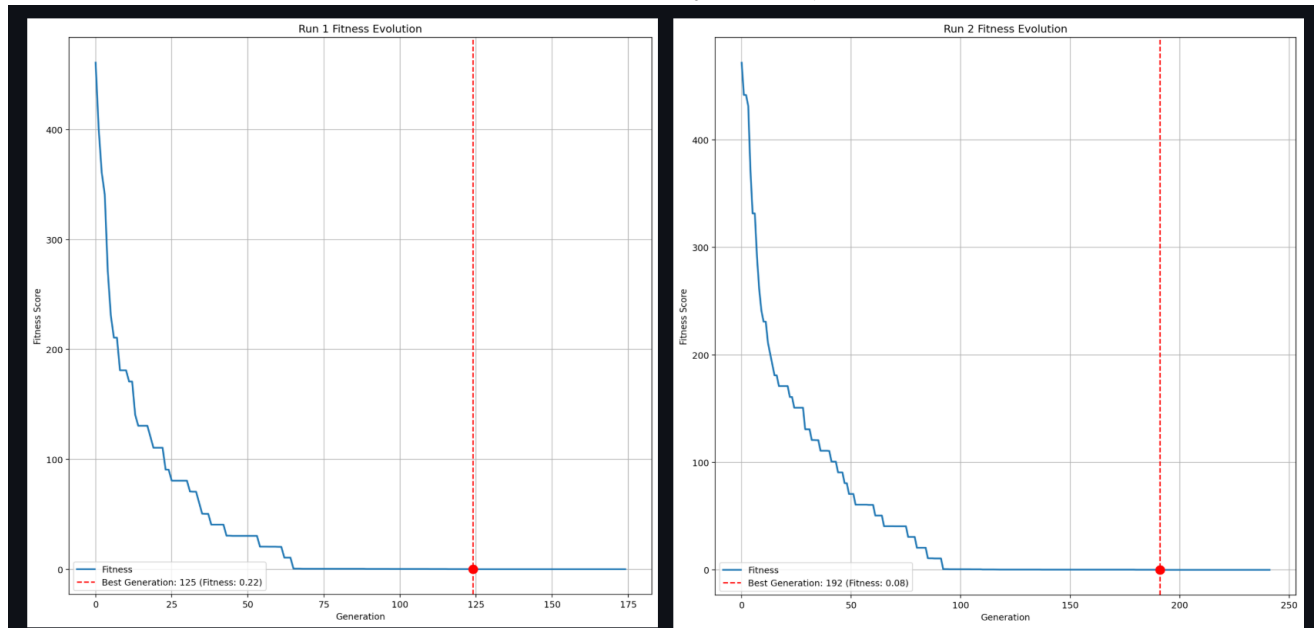 Run 1 Fitness Evolution
Fitness Score
400
300
200
100
0
Fitness
Best Generation: 125 (Fitness: 0.22)
0 25 50 75 100 125 150 175
Generation
Run 2 Fitness Evolution
Fitness Score
400
300
200
100
0
Fitness
Best Generation: 192 (Fitness: 0.08)
0 50 100 150 200 250
Generation